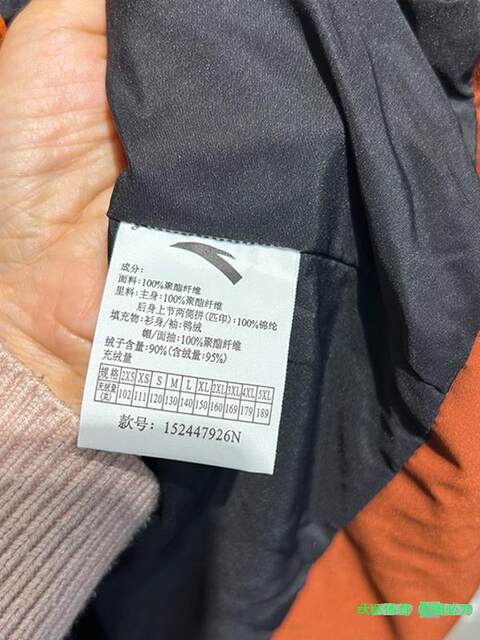 成分:
面料:100%聚酯纤维
里料:主身:100%聚酯纤维
后身上节两侧拼(匹印):100%锦纶
填充物:衫身/袖:鸭绒
帽/面抽:100%聚酯纤维
绒子含量:90%(含绒量:95%)
充绒量
规格 2XS XS S M L XL 2XL 3XL 4XL 5XL
充绒量(克) 102 111 120 130 140 150 160 169 179 189
款号:152447926N